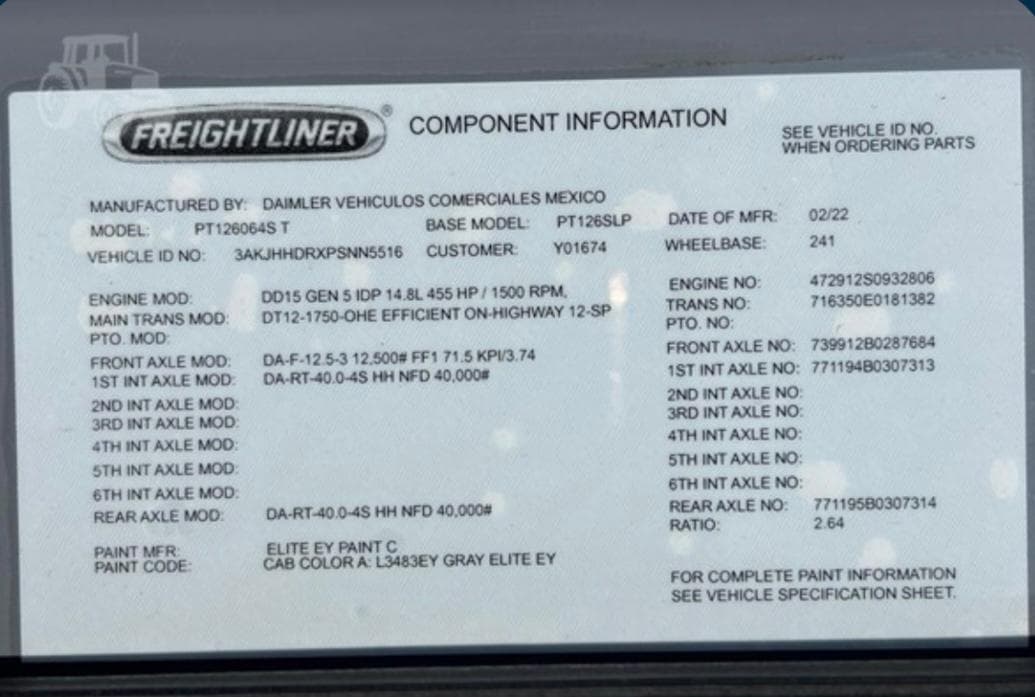 FREIGHTLINER® COMPONENT INFORMATION
SEE VEHICLE ID NO.
WHEN ORDERING PARTS
MANUFACTURED BY: DAIMLER VEHICULOS COMERCIALES MEXICO
MODEL: PT126064S T BASE MODEL: PT126SLP DATE OF MFR: 02/22
VEHICLE ID NO: 3AKJHHDRXPSNN5516 CUSTOMER: Y01674 WHEELBASE: 241
ENGINE MOD: DD15 GEN 5 IDP 14.8L 455 HP / 1500 RPM, ENGINE NO: 472912S0932806
MAIN TRANS MOD: DT12-1750-OHE EFFICIENT ON-HIGHWAY 12-SP TRANS NO: 716350E0181382
PTO. MOD: PTO. NO:
FRONT AXLE MOD: DA-F-12.5-3 12,500# FF1 71.5 KPI/3.74 FRONT AXLE NO: 739912B0287684
1ST INT AXLE MOD: DA-RT-40.0-4S HH NFD 40,000# 1ST INT AXLE NO: 771194B0307313
2ND INT AXLE MOD: 2ND INT AXLE NO:
3RD INT AXLE MOD: 3RD INT AXLE NO:
4TH INT AXLE MOD: 4TH INT AXLE NO:
5TH INT AXLE MOD: 5TH INT AXLE NO:
6TH INT AXLE MOD: 6TH INT AXLE NO:
REAR AXLE MOD: DA-RT-40.0-4S HH NFD 40,000# REAR AXLE NO: 771195B0307314
RATIO: 2.64
PAINT MFR: ELITE EY PAINT C
PAINT CODE: CAB COLOR A: L3483EY GRAY ELITE EY
FOR COMPLETE PAINT INFORMATION
SEE VEHICLE SPECIFICATION SHEET.